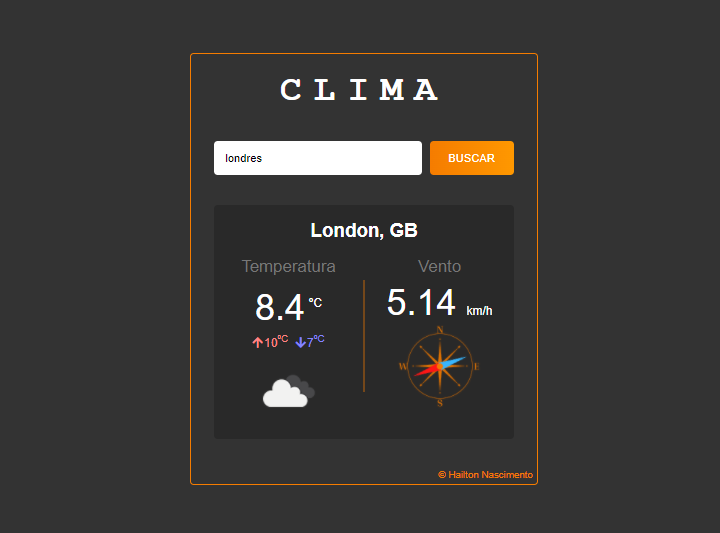 CLIMA
londres
BUSCAR
London, GB
Temperatura
8.4 °C
10°C 7°C
Vento
5.14 km/h
N
W E
S
© Hailton Nascimento